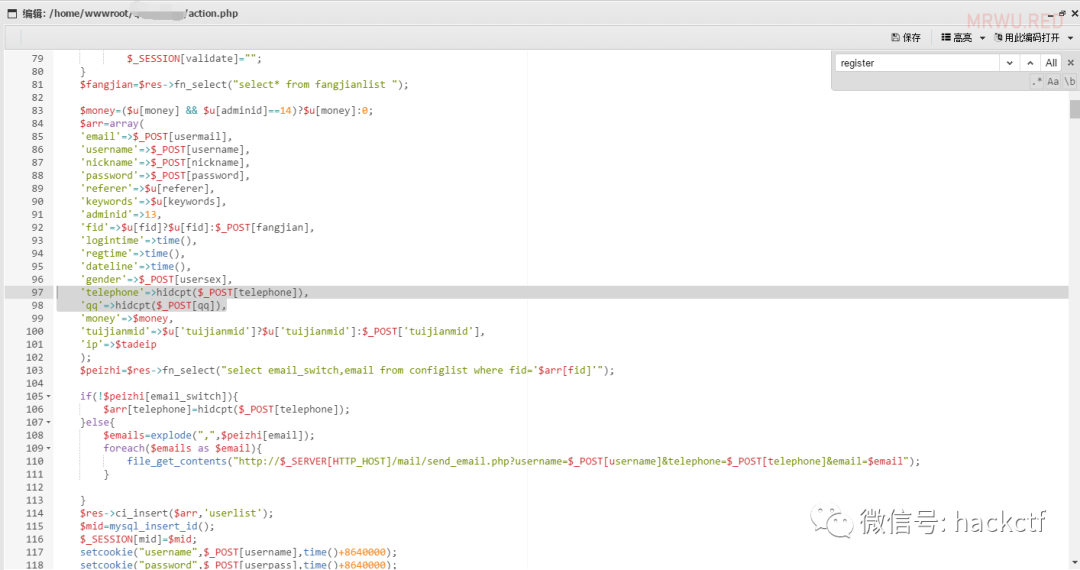 编辑: /home/wwwroot/ /action.php
MRWU.RED
保存 高亮 用此编码打开
register All
.* Aa \b
79 $_SESSION[validate]="";
80 }
81 $fangjian=$res->fn_select("select* from fangjianlist ");
82
83 $money=($u[money] && $u[adminid]==14)?$u[money]:0;
84 $arr=array(
85 'email'=>$_POST[usermail],
86 'username'=>$_POST[username],
87 'nickname'=>$_POST[nickname],
88 'password'=>$_POST[password],
89 'referer'=>$u[referer],
90 'keywords'=>$u[keywords],
91 'adminid'=>13,
92 'fid'=>$u[fid]?$u[fid]:$_POST[fangjian],
93 'logintime'=>time(),
94 'regtime'=>time(),
95 'dateline'=>time(),
96 'gender'=>$_POST[usersex],
97 'telephone'=>hidcpt($_POST[telephone]),
98 'qq'=>hidcpt($_POST[qq]),
99 'money'=>$money,
100 'tuijianmid'=>$u['tuijianmid']?$u['tuijianmid']:$_POST['tuijianmid'],
101 'ip'=>$tadeip
102 );
103 $peizhi=$res->fn_select("select email_switch,email from configlist where fid='$arr[fid]'");
104
105 if(!$peizhi[email_switch]){
106 $arr[telephone]=hidcpt($_POST[telephone]);
107 }else{
108 $emails=explode(",",$peizhi[email]);
109 foreach($emails as $email){
110 file_get_contents("http://$_SERVER[HTTP_HOST]/mail/send_email.php?username=$_POST[username]&telephone=$_POST[telephone]&email=$email");
111 }
112
113 }
114 $res->ci_insert($arr,'userlist');
115 $mid=mysql_insert_id();
116 $_SESSION[mid]=$mid;
117 setcookie("username",$_POST[username],time()+8640000);
118 setcookie("password",$_POST[userpass],time()+8640000);
微信号: hackctf